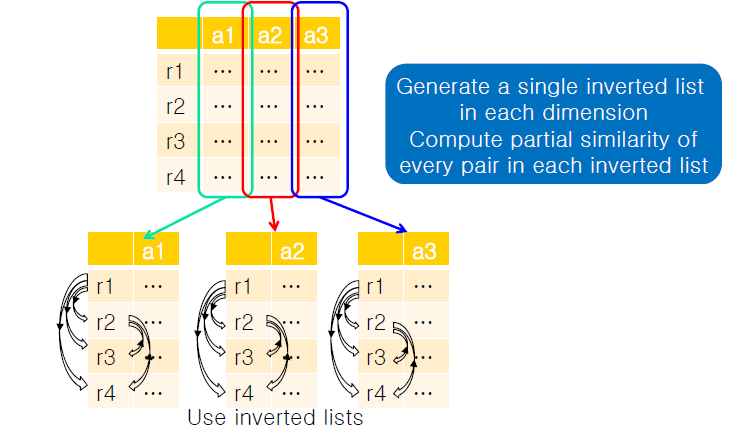 a1 a2 a3
r1 ... ... ...
r2 ... ... ...
r3 ... ... ...
r4 ... ... ...
Generate a single inverted list
in each dimension
Compute partial similarity of
every pair in each inverted list
a1
r1 ...
r2 ...
r3 ...
r4 ...
a2
r1 ...
r2 ...
r3 ...
r4 ...
a3
r1 ...
r2 ...
r3 ...
r4 ...
Use inverted lists